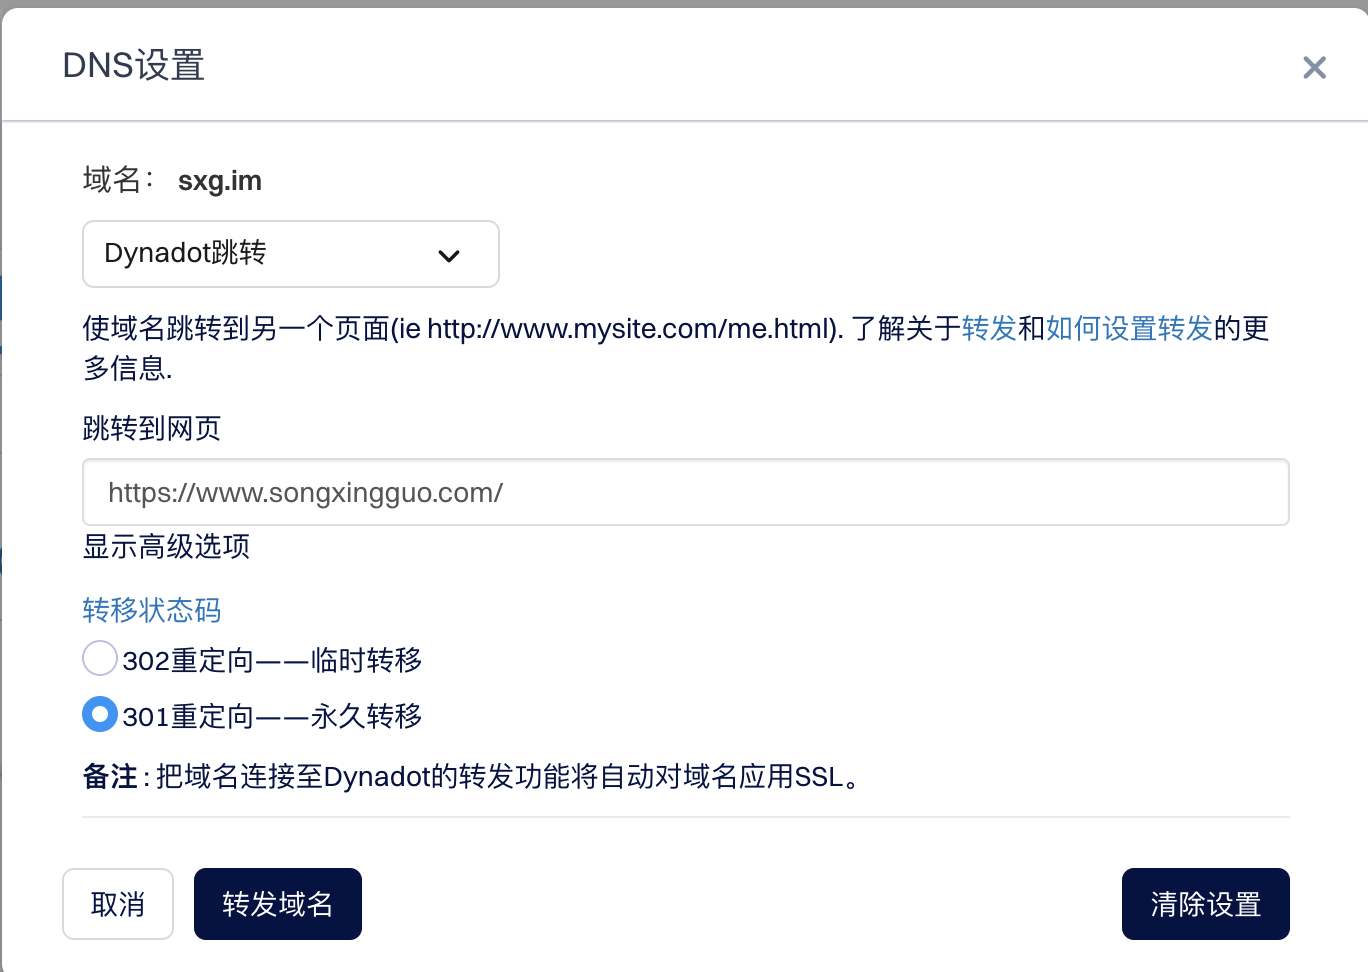 DNS设置
域名： sxg.im
Dynadot跳转
使域名跳转到另一个页面(ie http://www.mysite.com/me.html). 了解关于转发和如何设置转发的更
多信息.
跳转到网页
https://www.songxingguo.com/
显示高级选项
转移状态码
302重定向——临时转移
301重定向——永久转移
备注 : 把域名连接至Dynadot的转发功能将自动对域名应用SSL。
取消 转发域名 清除设置